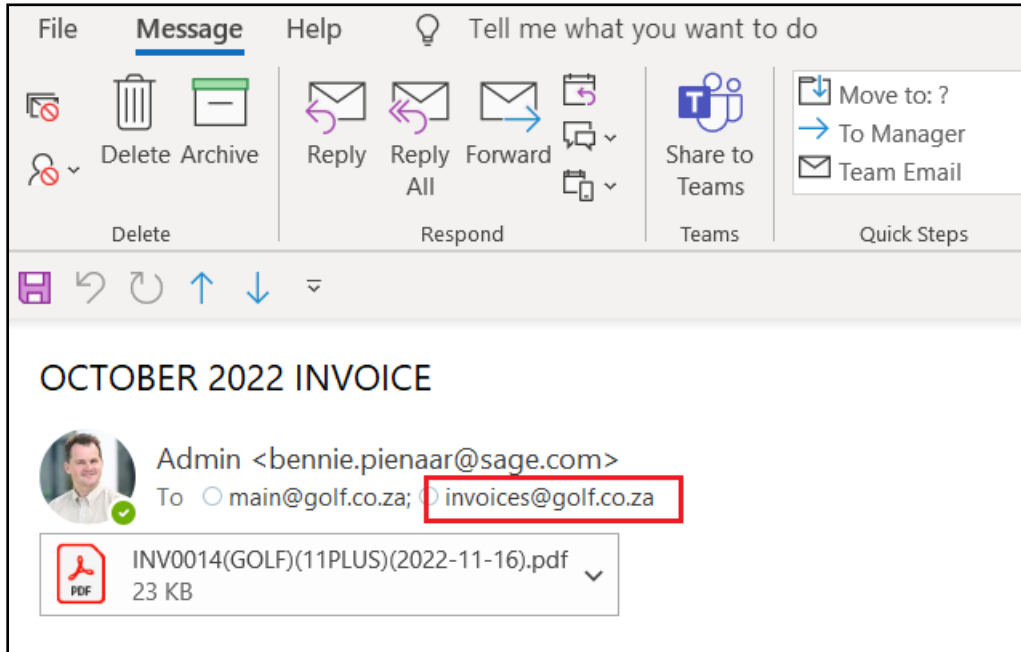 File Message Help Tell me what you want to do
Move to: ?
To Manager
Team Email
Delete Archive Reply Reply All Forward Share to Teams
Delete Respond Teams Quick Steps
OCTOBER 2022 INVOICE
Admin <bennie.pienaar@sage.com>
To main@golf.co.za; invoices@golf.co.za
INV0014(GOLF)(11PLUS)(2022-11-16).pdf
PDF 23 KB